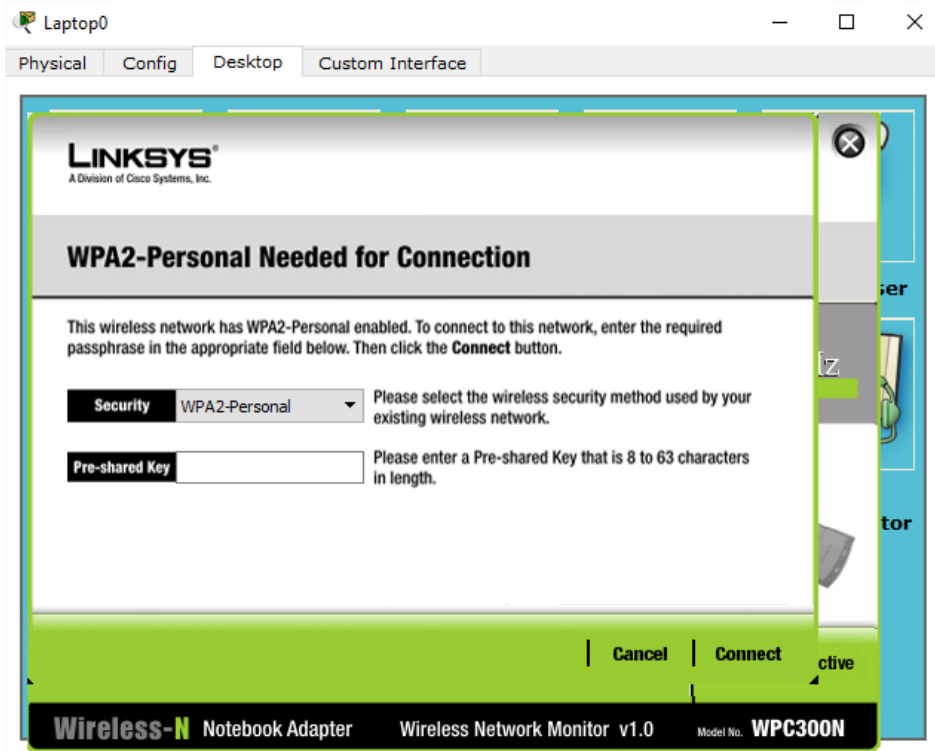 Laptop0
Physical Config Desktop Custom Interface
LINKSYS®
A Division of Cisco Systems, Inc.
WPA2-Personal Needed for Connection
ser
This wireless network has WPA2-Personal enabled. To connect to this network, enter the required
passphrase in the appropriate field below. Then click the Connect button.
Iz
Security WPA2-Personal Please select the wireless security method used by your
existing wireless network.
Pre-shared Key Please enter a Pre-shared Key that is 8 to 63 characters
in length.
tor
Cancel Connect
ctive
Wireless-N Notebook Adapter Wireless Network Monitor v1.0 Model No. WPC300N